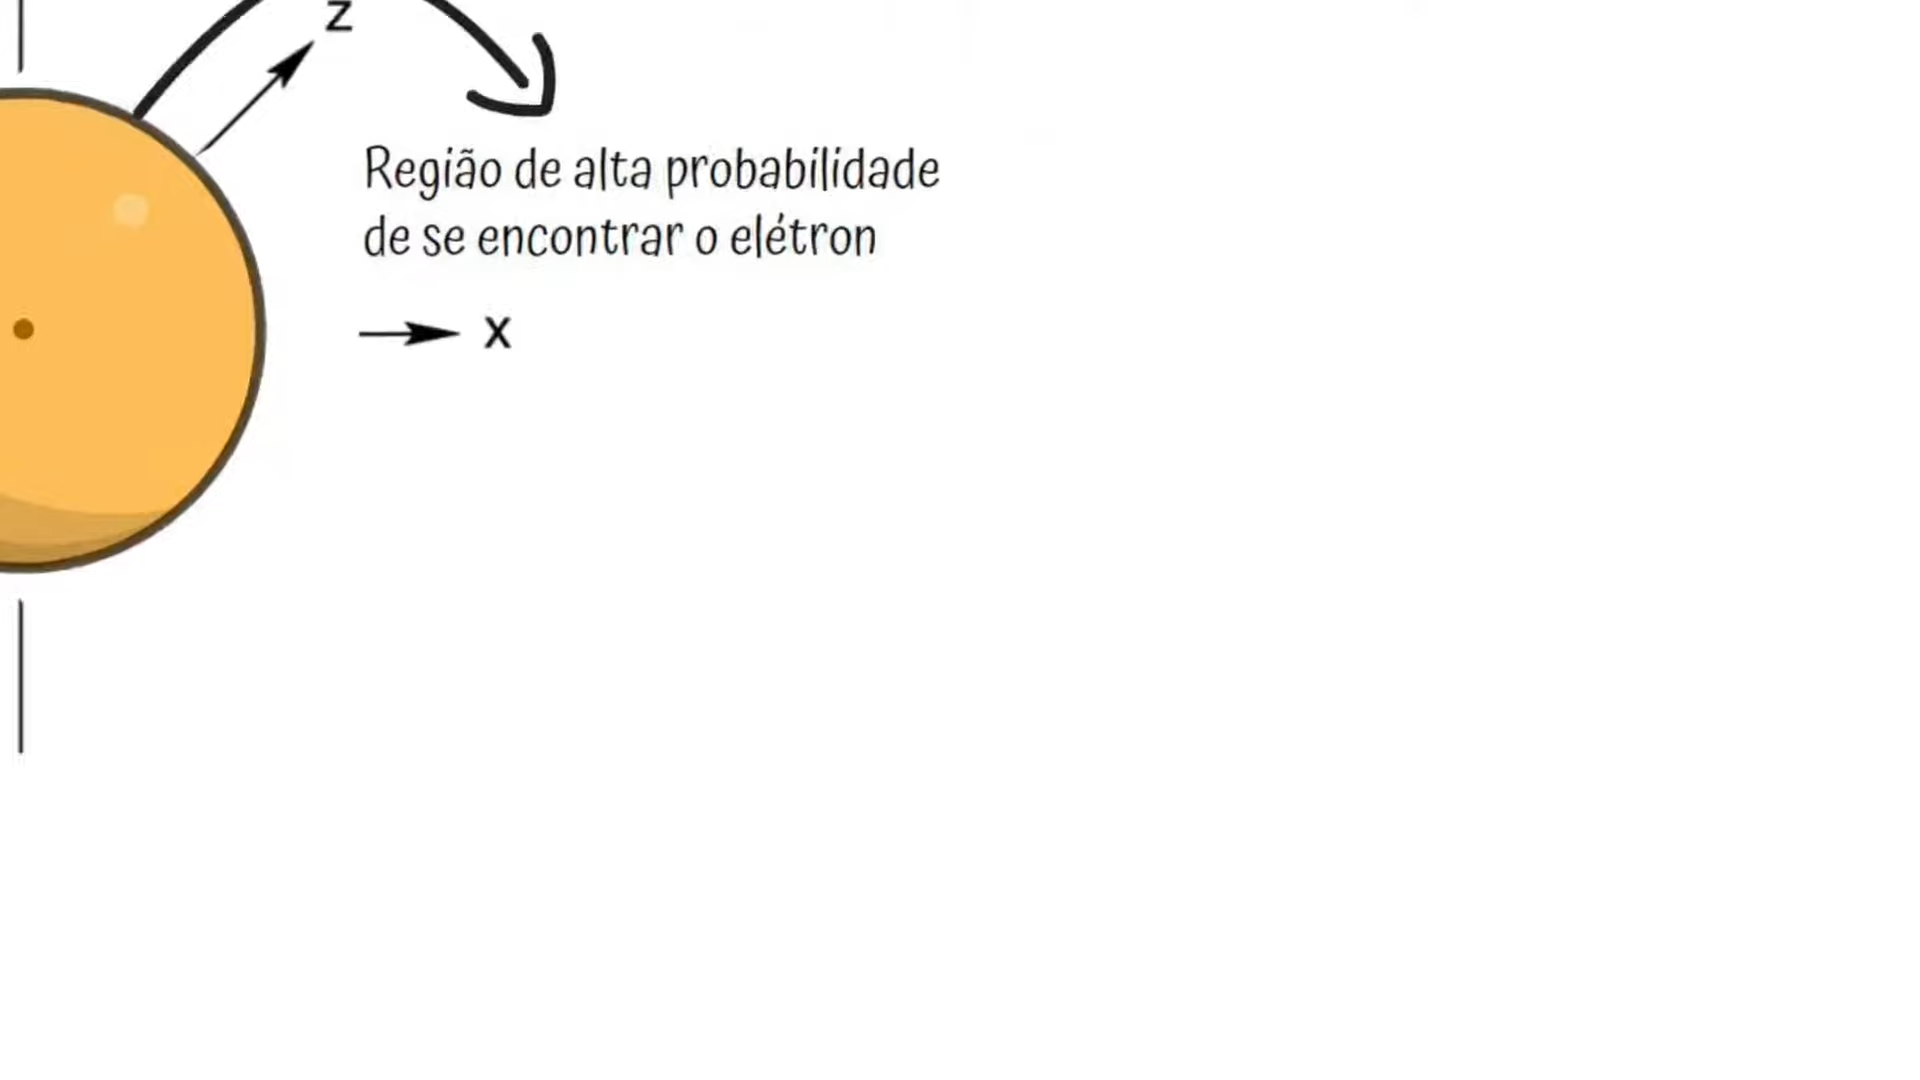 z
Região de alta probabilidade
de se encontrar o elétron
x